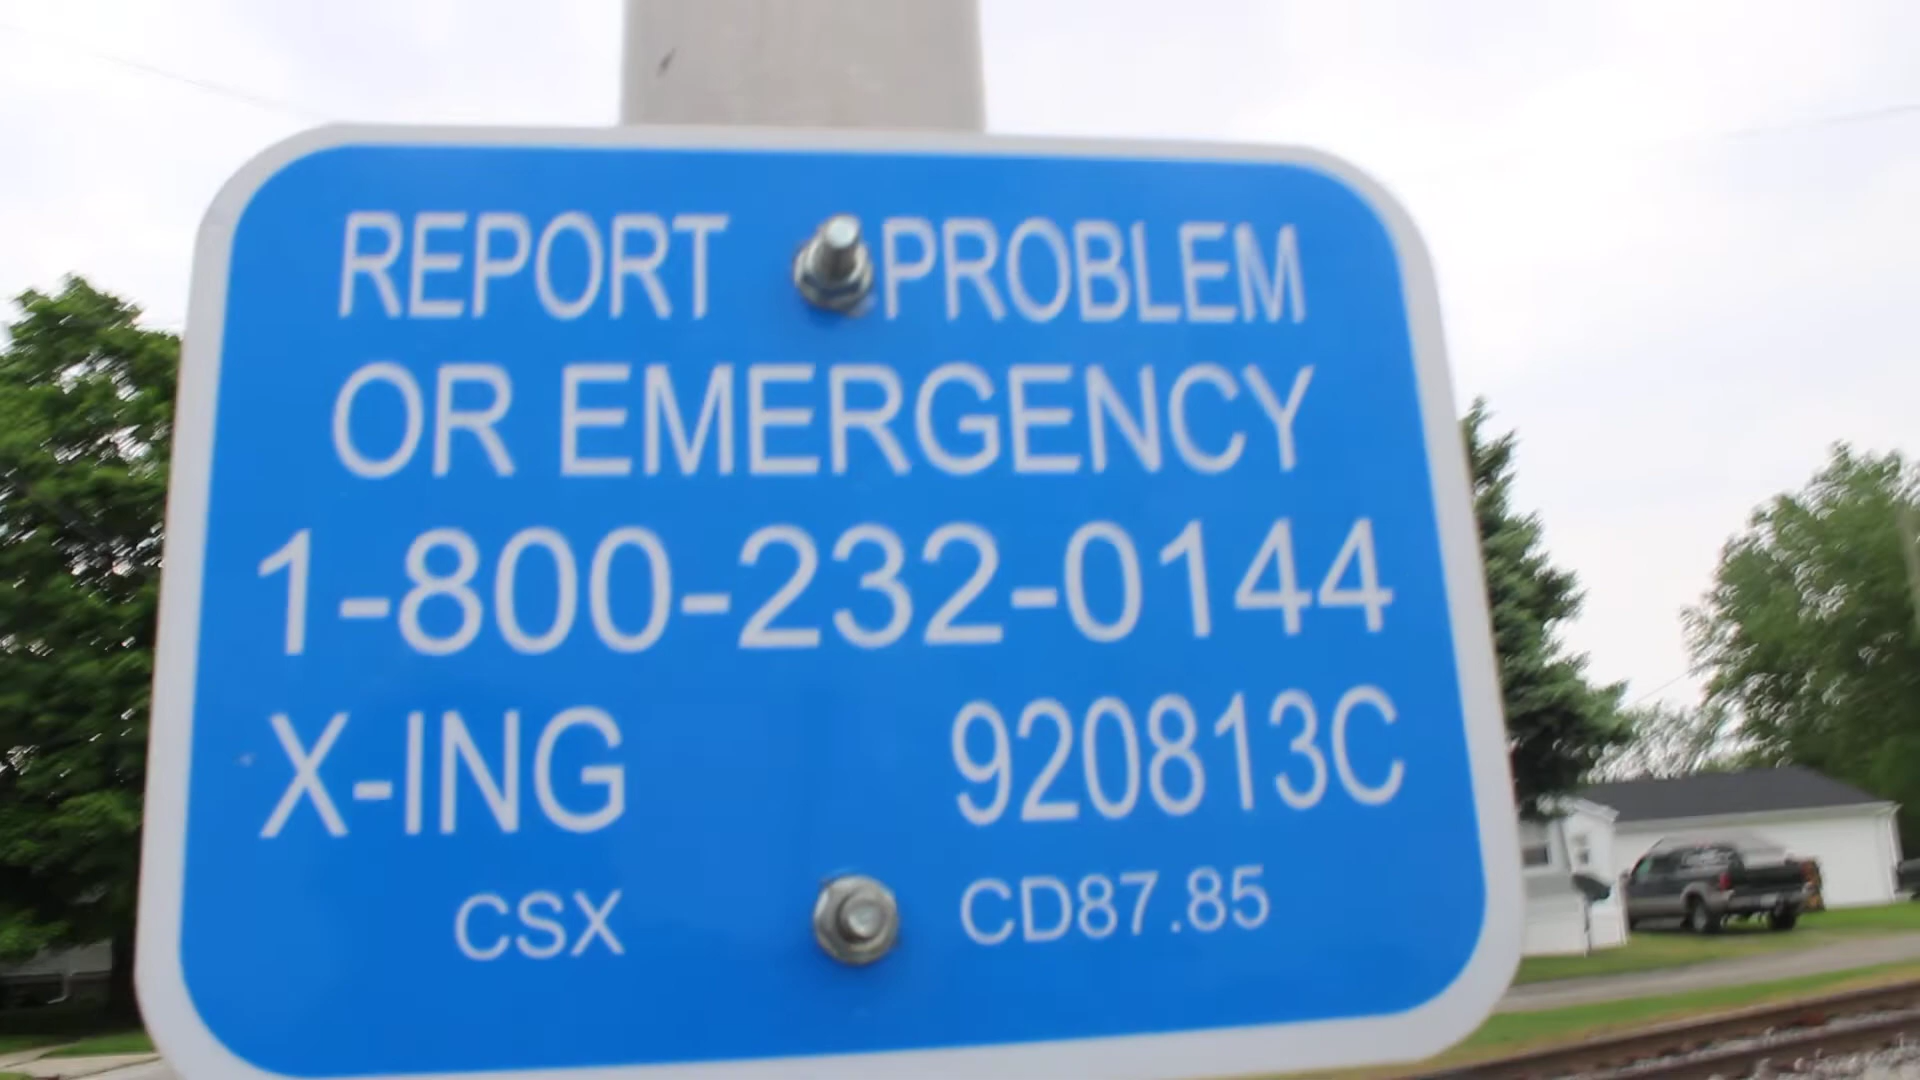 REPORT PROBLEM
OR EMERGENCY
1-800-232-0144
X-ING 920813C
CSX CD87.85